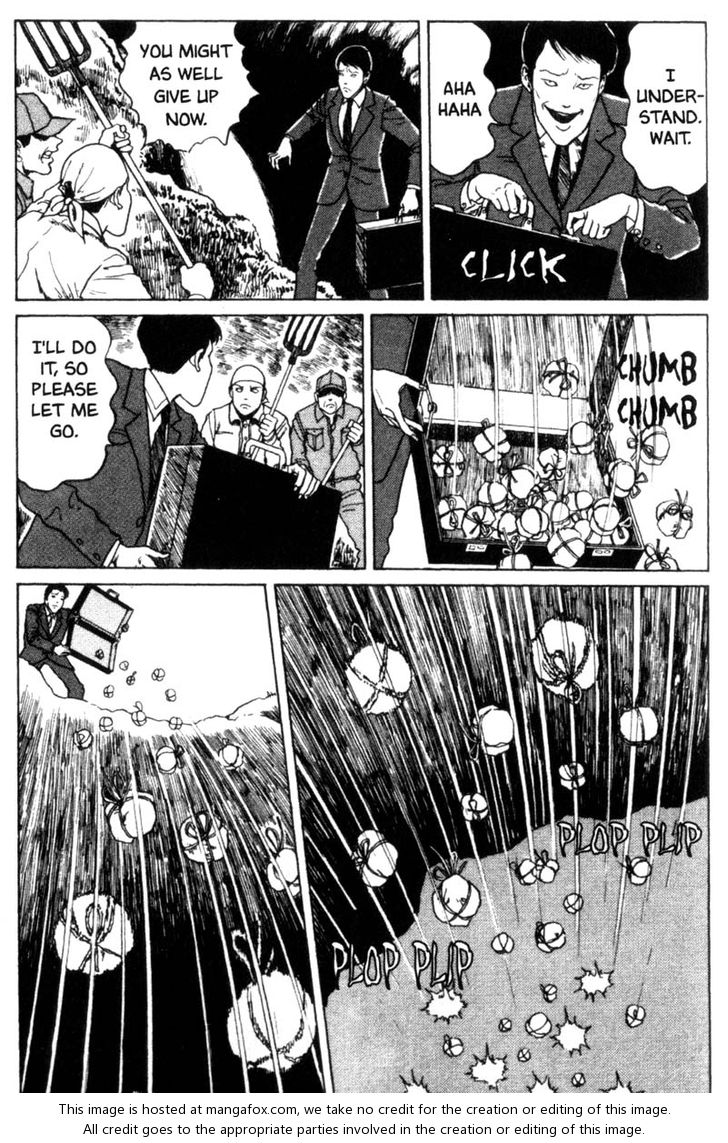 YOU MIGHT
AS WELL
GIVE UP
NOW.
AHA
HAHA
I
UNDER-
STAND.
WAIT.
CLICK
I'LL DO
IT, SO
PLEASE
LET ME
GO.
CHUMB
CHUMB
PLOP PLIP
PLOP PLIP
This image is hosted at mangafox.com, we take no credit for the creation or editing of this image.
All credit goes to the appropriate parties involved in the creation or editing of this image.